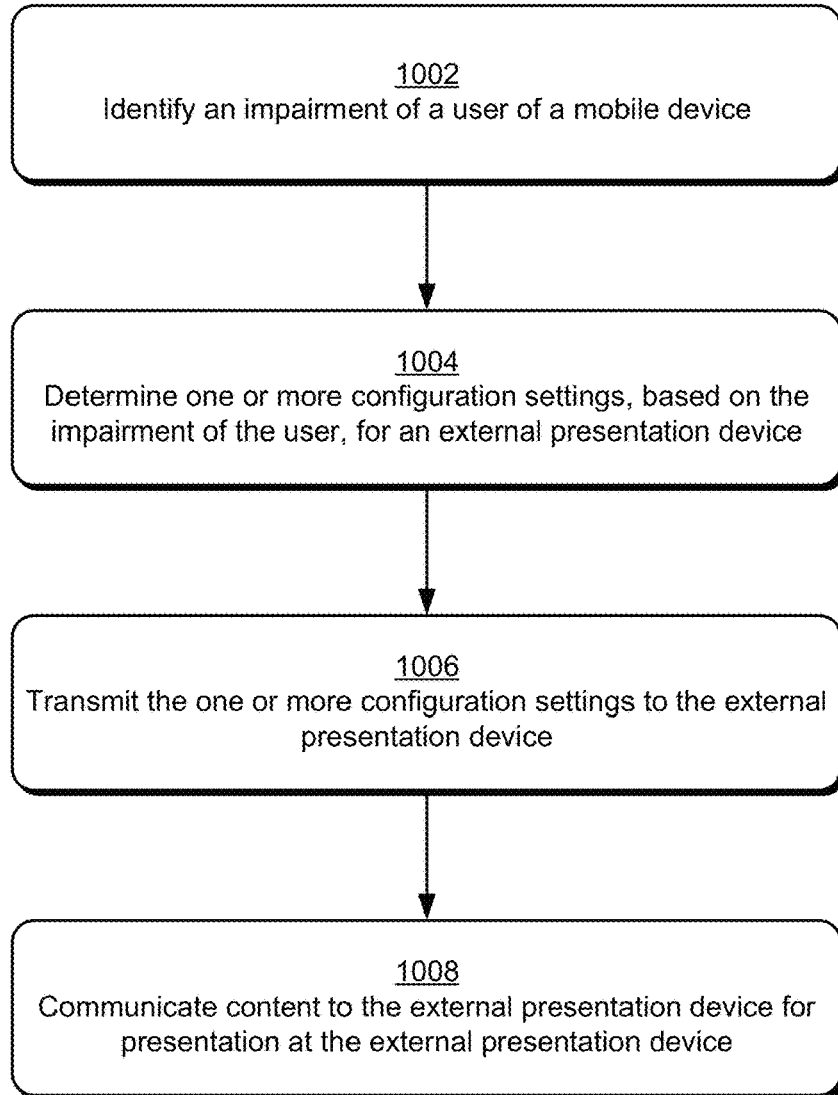 1002
Identify an impairment of a user of a mobile device
1004
Determine one or more configuration settings, based on the
impairment of the user, for an external presentation device
1006
Transmit the one or more configuration settings to the external
presentation device
1008
Communicate content to the external presentation device for
presentation at the external presentation device